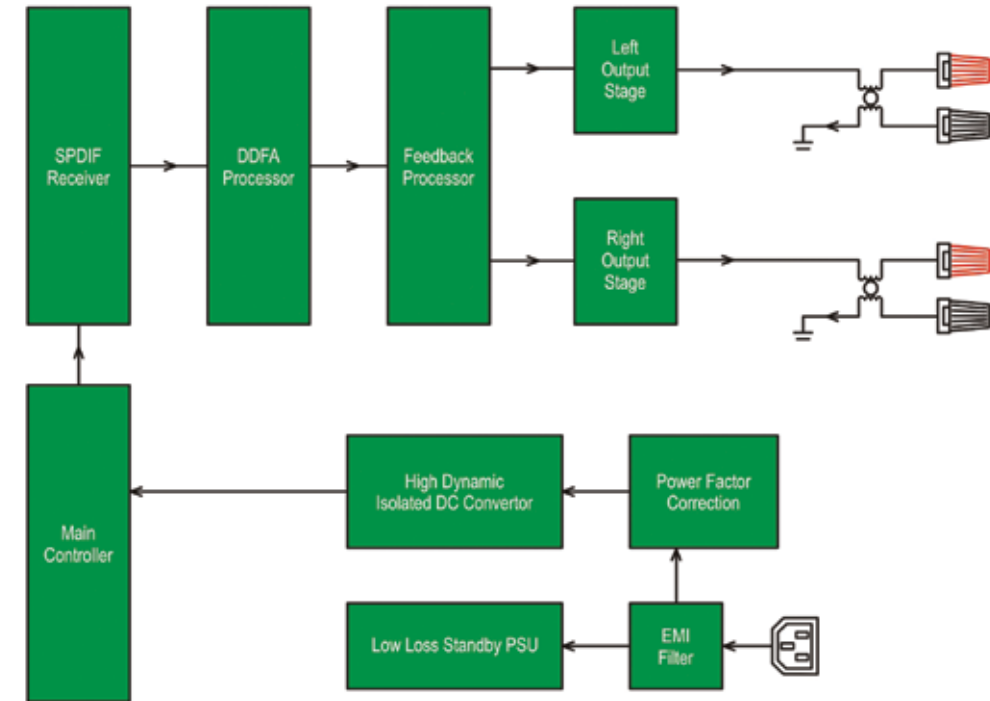 SPDIF
Receiver
DDFA
Processor
Feedback
Processor
Left
Output
Stage
Right
Output
Stage
Main
Controller
High Dynamic
Isolated DC Convertor
Power Factor
Correction
Low Loss Standby PSU
EMI
Filter